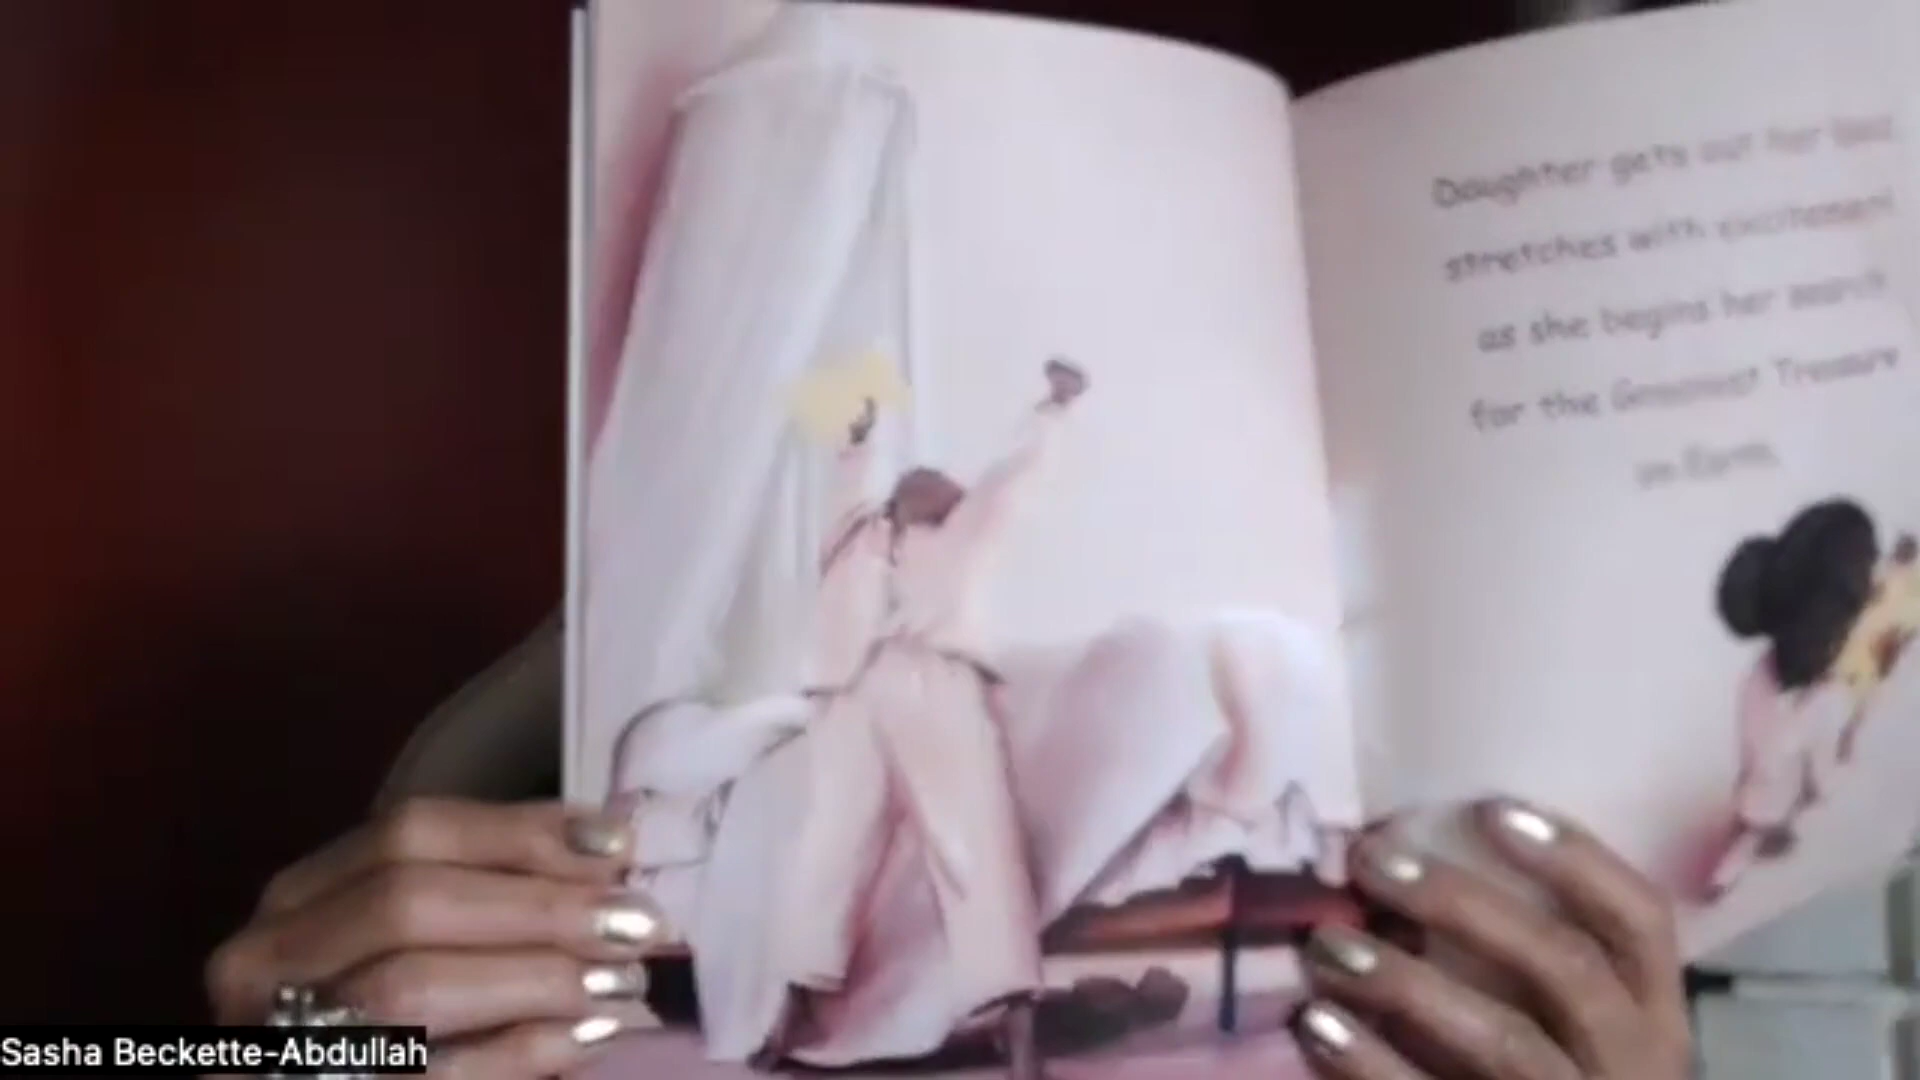 Daughter gets out her bed,
stretches with excitement
as she begins her search
for the Greatest Treasure
on Earth.
Sasha Beckette-Abdullah